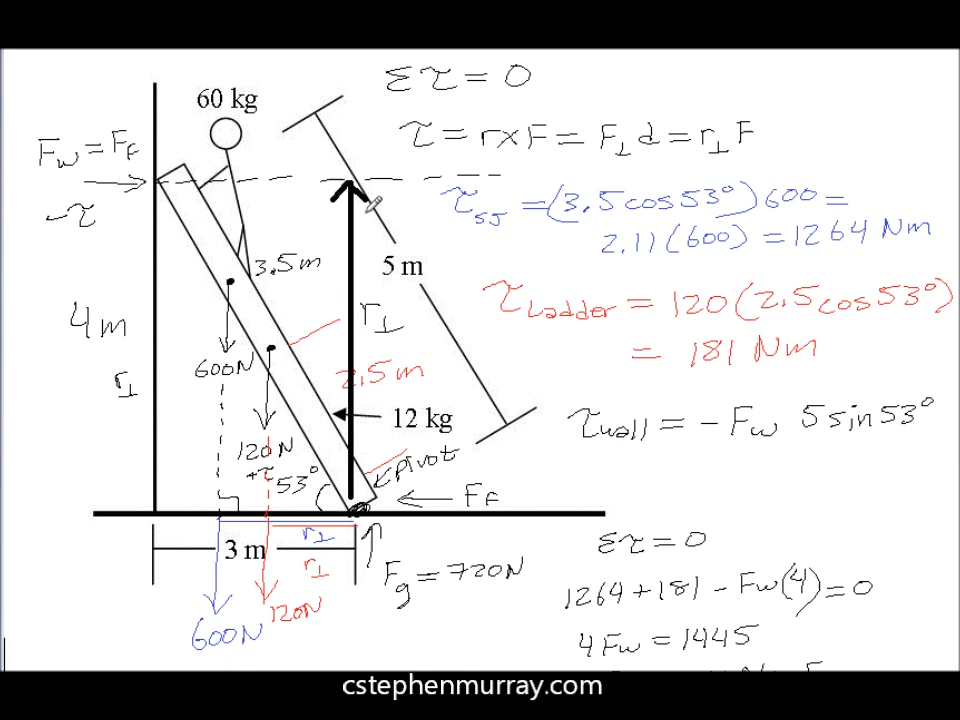 Στ = 0
60 kg
τ = r x F = F⊥ d = r⊥ F
Fw = FF
-τ
τSJ = (3.5 cos 53°) 600 =
2.11 (600) = 1264 Nm
3.5m
5 m
4m
r⊥
τLadder = 120 (2.5 cos 53°)
= 181 Nm
r⊥
600N
2.5m
12 kg
τwall = - Fw 5 sin 53°
120N
+τ
53°
pivot
FF
3 m
r⊥
r⊥
Fg = 720N
Στ = 0
1264 + 181 - Fw(4) = 0
600N
120N
4Fw = 1445
cstephenmurray.com